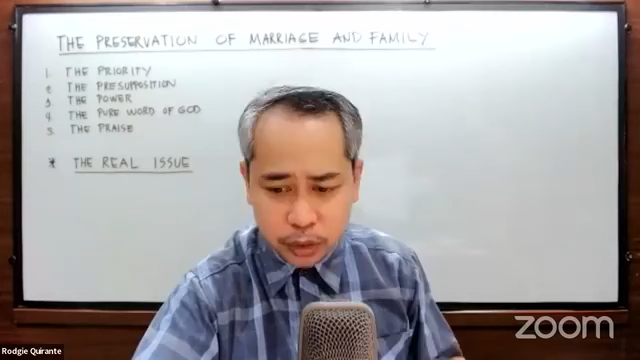 THE PRESERVATION OF MARRIAGE AND FAMILY
1. THE PRIORITY
2. THE PRESUPPOSITION
3. THE POWER
4. THE PURE WORD OF GOD
5. THE PRAISE
* THE REAL ISSUE
zoom
Rodgie Quirante